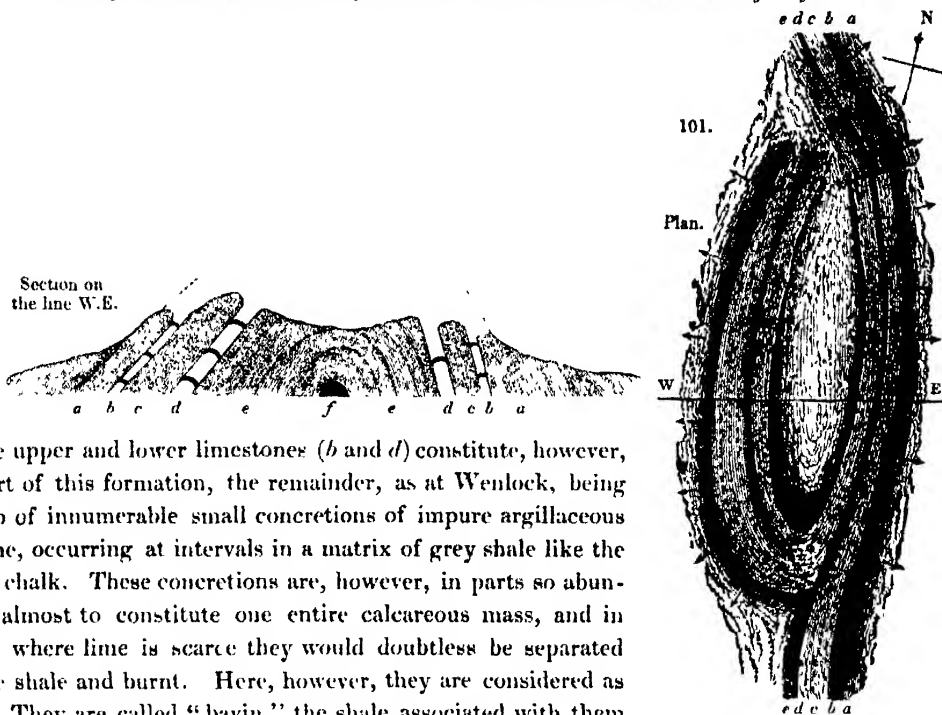 e d c b a
N
101.
Plan.
Section on
the line W.E.
W
E
a b c d e f e d c b a
upper and lower limestones (b and d) constitute, however,
of this formation, the remainder, as at Wenlock, being
of innumerable small concretions of impure argillaceous
occurring at intervals in a matrix of grey shale like the
chalk. These concretions are, however, in parts so abun-
almost to constitute one entire calcareous mass, and in
where lime is scarce they would doubtless be separated
shale and burnt. Here, however, they are considered as
They are called "bavin," the shale associated with them
e d c b a